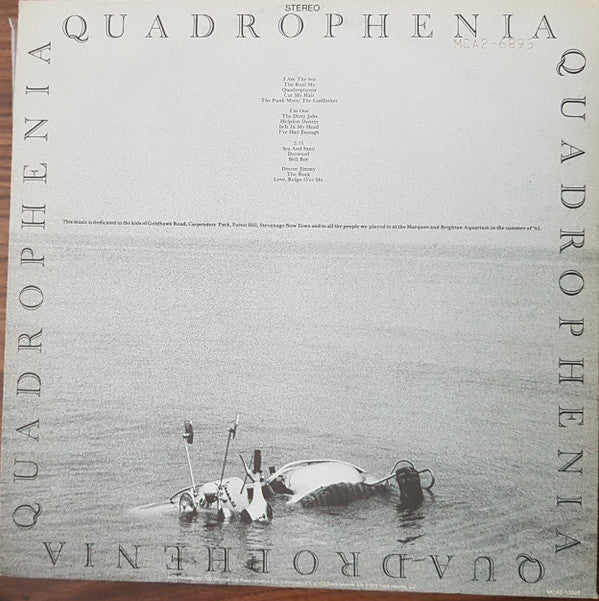 STEREO
QUADROPHENIA
MCA2-6895
I Am The Sea
The Real Me
Quadrophenia
Cut My Hair
The Punk Meets The Godfather
I'm One
The Dirty Jobs
Helpless Dancer
Is It In My Head
I've Had Enough
5:15
Sea And Sand
Drowned
Bell Boy
Doctor Jimmy
The Rock
Love, Reign O'er Me
This music is dedicated to the kids of Goldhawk Road, Carpenders Park, Forest Hill, Stevenage New Town and to all the people we played to at the Marquee and Brighton Aquarium in the summer of '65.
QUADROPHENIA
QUADROPHENIA
QUADROPHENIA
MCA2-10004